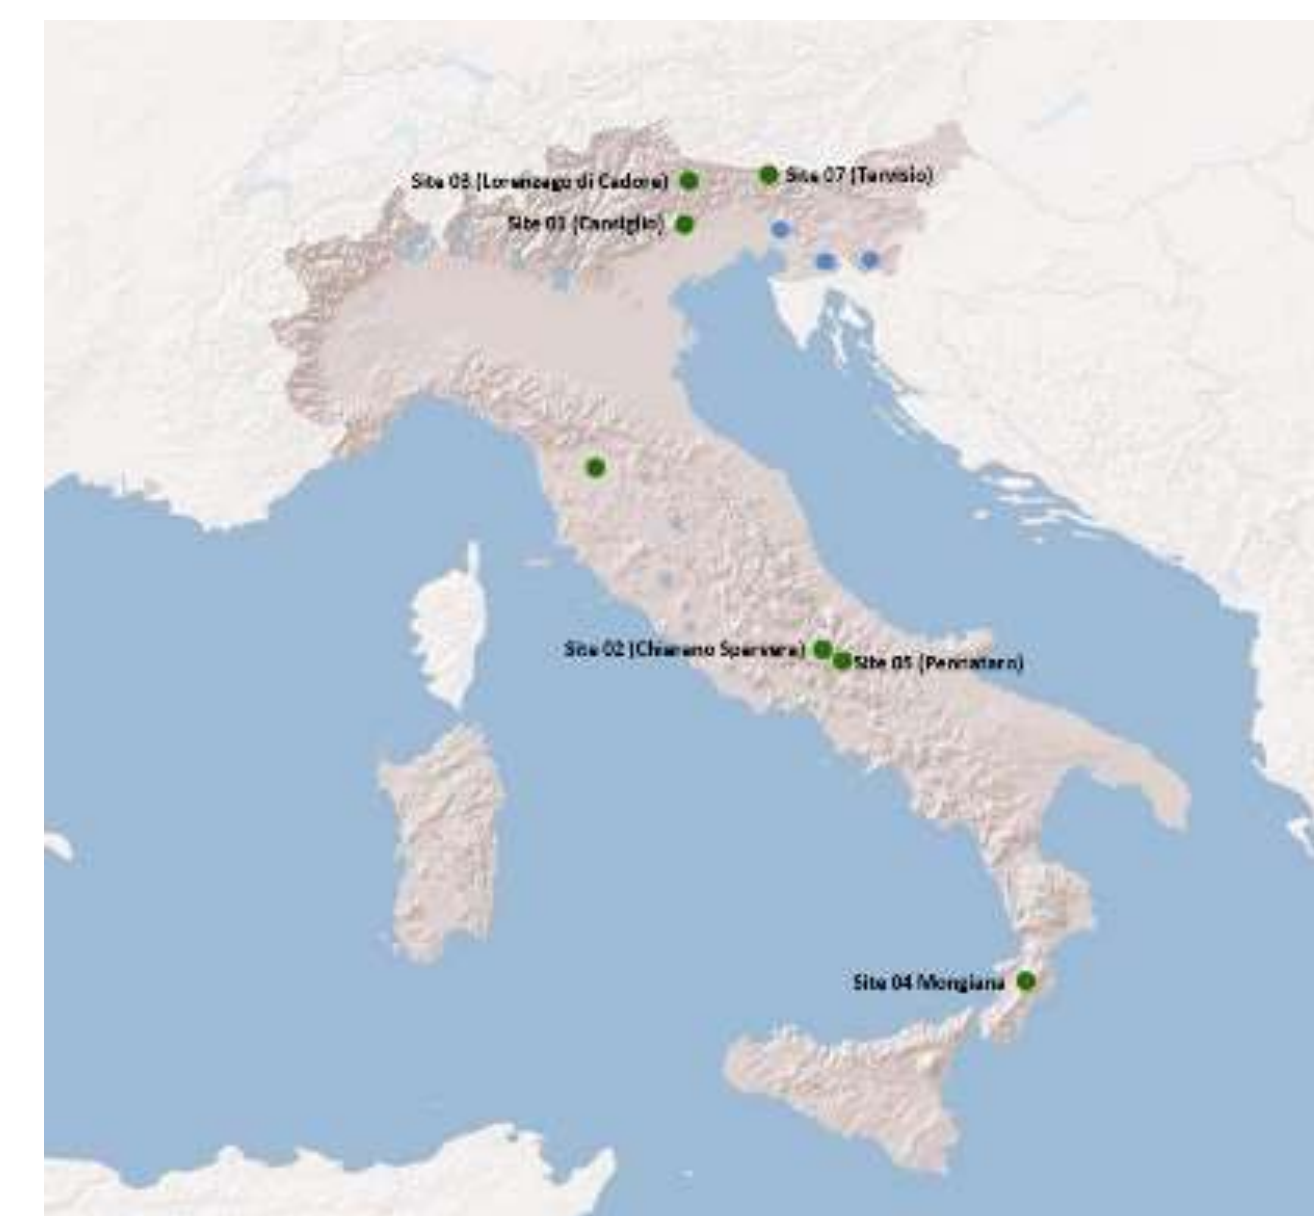 Site 03 (Lorenzago di Cadore)
Site 07 (Tarvisio)
Site 01 (Cansiglio)
Site 02 (Chiarano Sparvera)
Site 05 (Pennataro)
Site 04 Mongiana